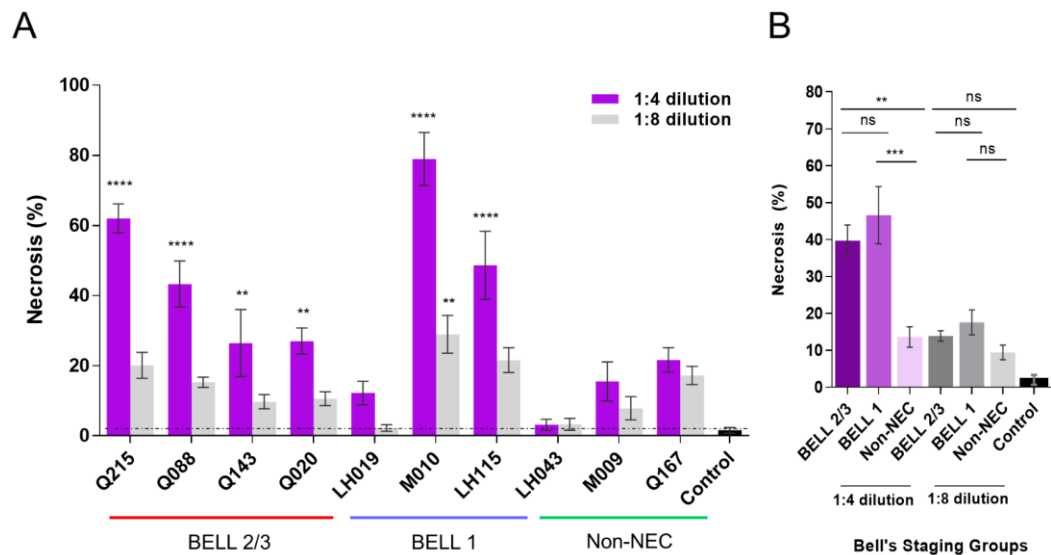 A
100
80
60
40
20
0
Necrosis (%)
1:4 dilution
1:8 dilution
****
****
**
**
****
**
****
Q215
Q088
Q143
Q020
LH019
M010
LH115
LH043
M009
Q167
Control
BELL 2/3
BELL 1
Non-NEC
B
80
70
60
50
40
30
20
10
0
Necrosis (%)
**
ns
***
ns
ns
ns
BELL 2/3
BELL 1
Non-NEC
BELL 2/3
BELL 1
Non-NEC
Control
1:4 dilution
1:8 dilution
Bell's Staging Groups